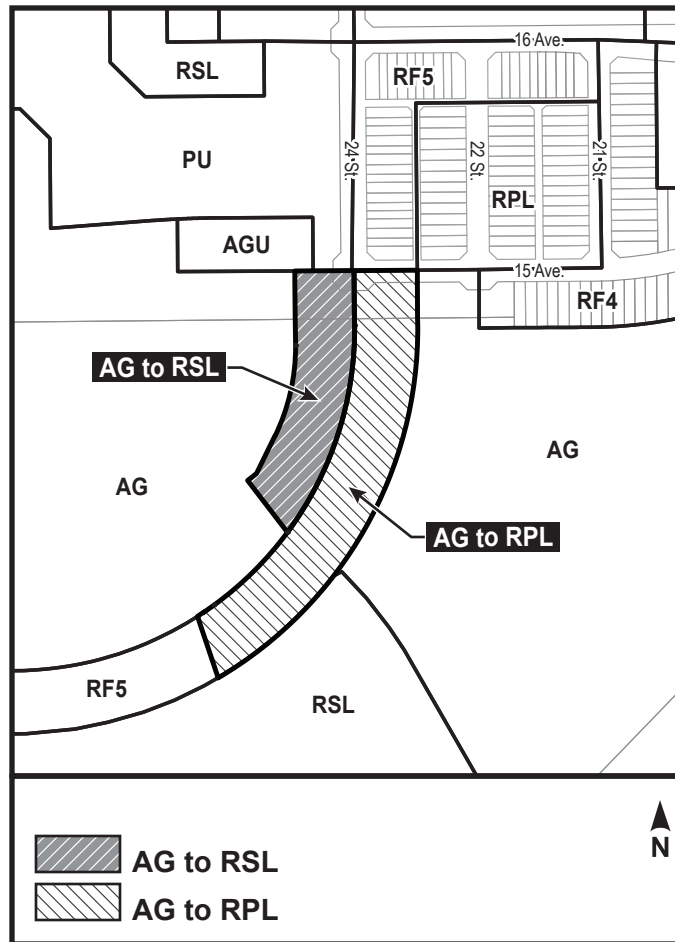 16 Ave.
RSL
RF5
PU
24 St.
22 St.
21 St.
RPL
AGU
15 Ave.
RF4
AG to RSL
AG
AG
AG to RPL
RF5
RSL
AG to RSL
AG to RPL
N